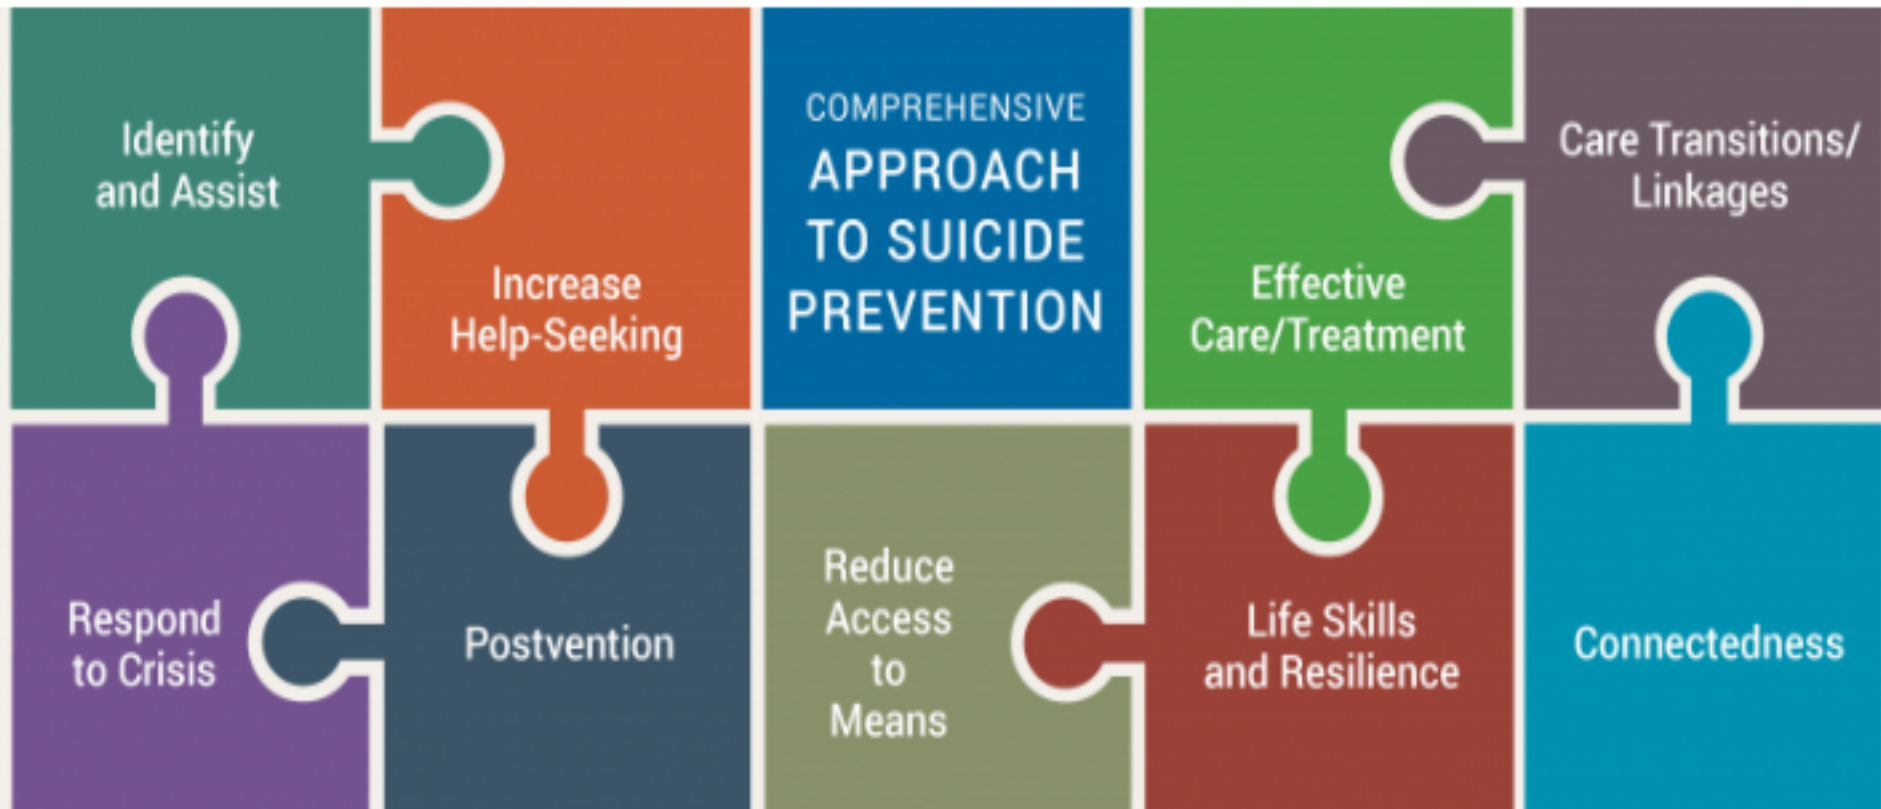 Identify
and Assist
Increase
Help-Seeking
COMPREHENSIVE
APPROACH
TO SUICIDE
PREVENTION
Effective
Care/Treatment
Care Transitions/
Linkages
Respond
to Crisis
Postvention
Reduce
Access
to
Means
Life Skills
and Resilience
Connectedness